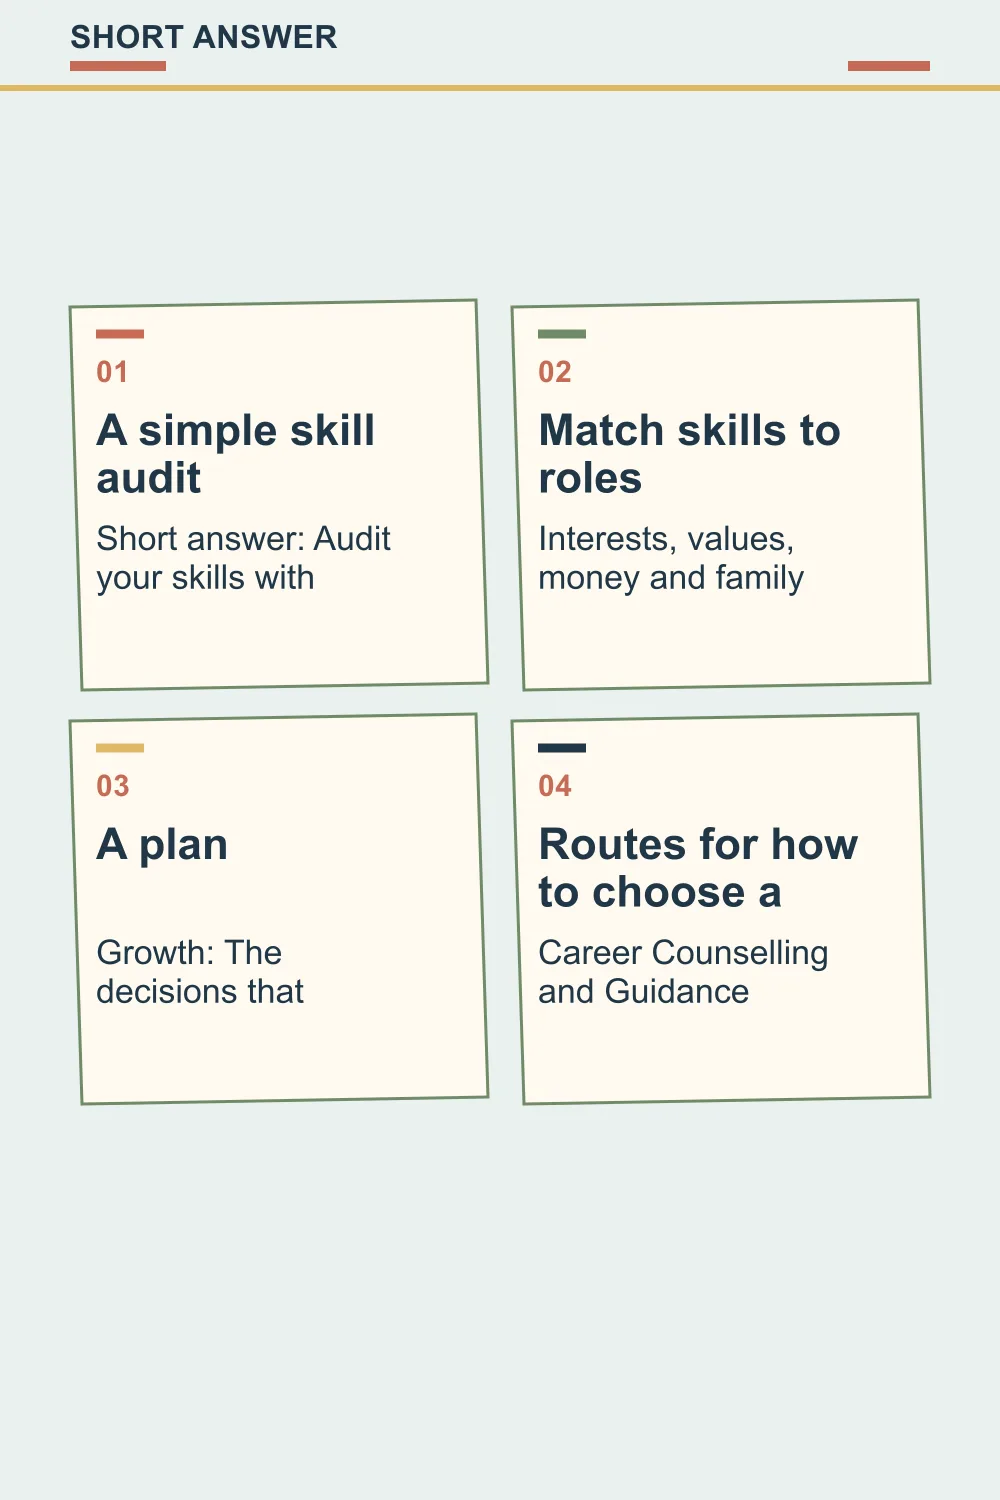 SHORT ANSWER
01
A simple skill
audit
Short answer: Audit
your skills with
02
Match skills to
roles
Interests, values,
money and family
03
A plan
Growth: The
decisions that
04
Routes for how
to choose a
Career Counselling
and Guidance